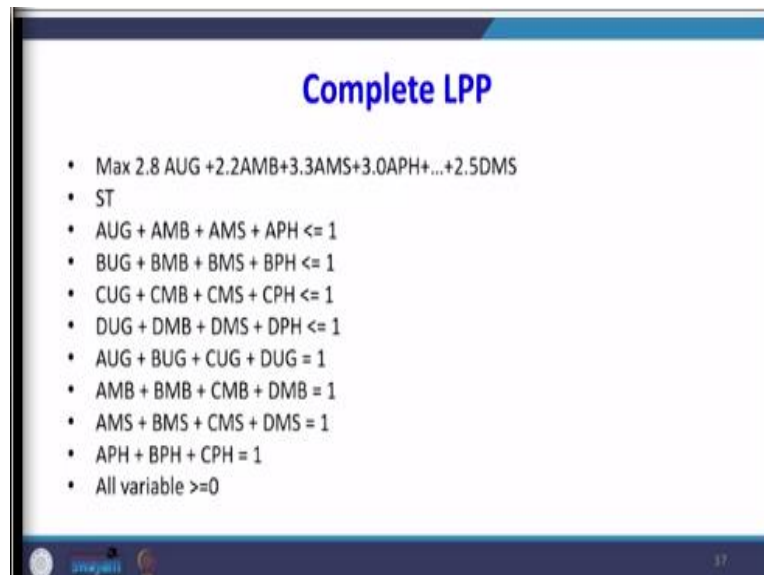 Complete LPP
• Max 2.8 AUG +2.2AMB+3.3AMS+3.0APH+...+2.5DMS
• ST
• AUG + AMB + AMS + APH <= 1
• BUG + BMB + BMS + BPH <= 1
• CUG + CMB + CMS + CPH <= 1
• DUG + DMB + DMS + DPH <= 1
• AUG + BUG + CUG + DUG = 1
• AMB + BMB + CMB + DMB = 1
• AMS + BMS + CMS + DMS = 1
• APH + BPH + CPH = 1
• All variable >=0
swayam
37